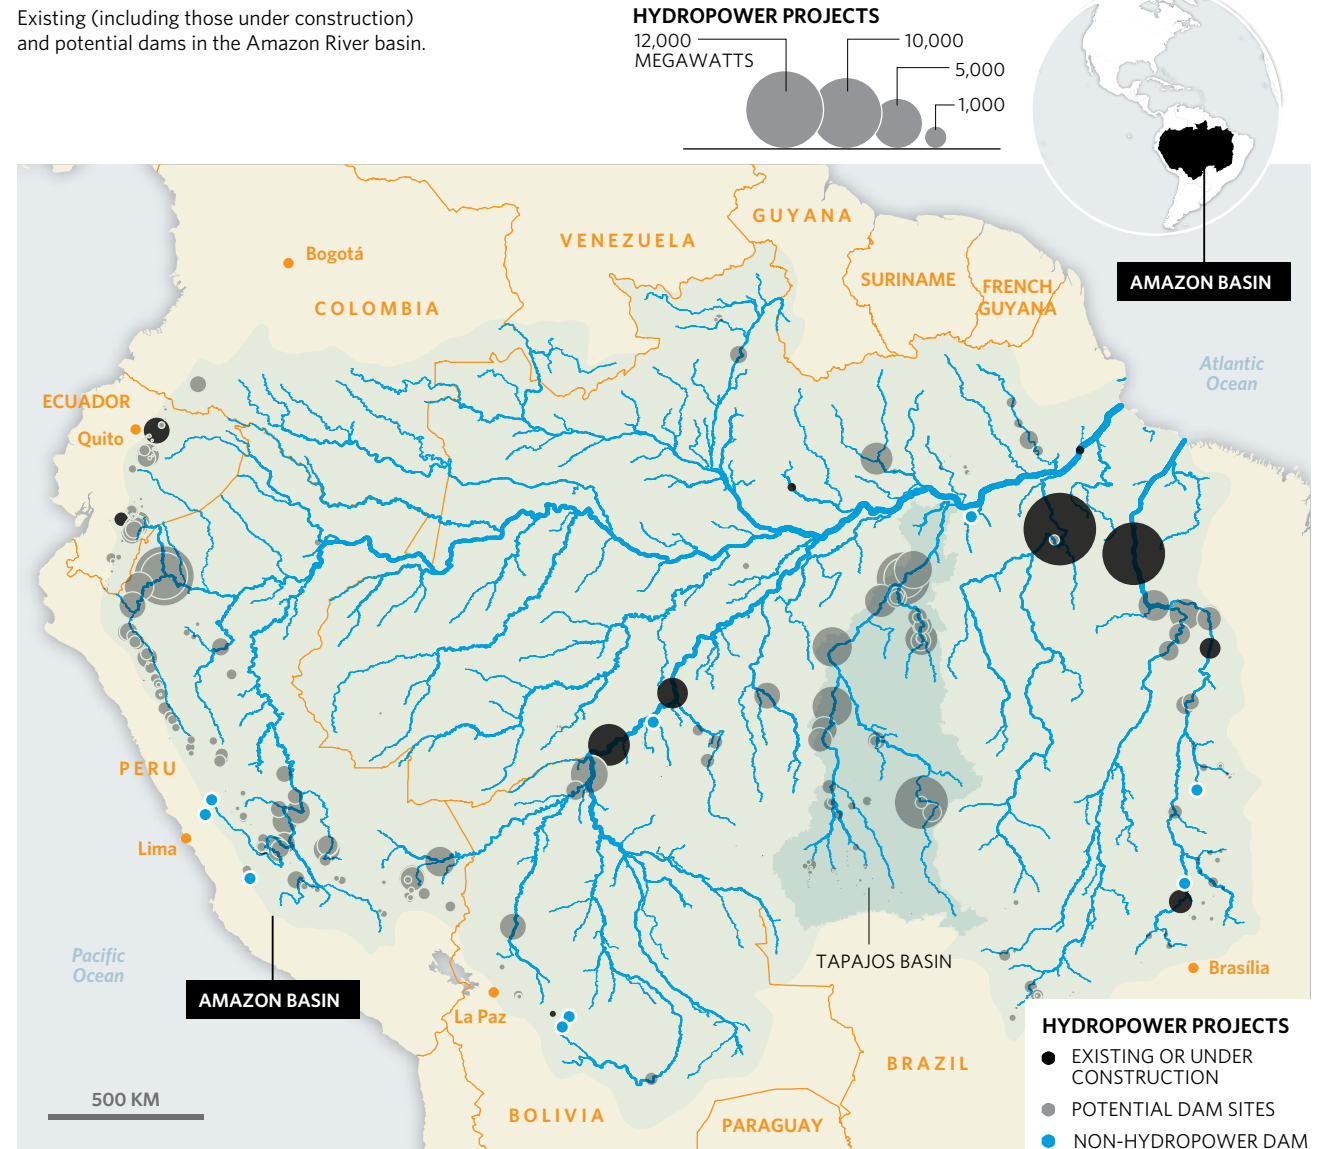 Existing (including those under construction)
and potential dams in the Amazon River basin.
HYDROPOWER PROJECTS
12,000
MEGAWATTS
10,000
5,000
1,000
AMAZON BASIN
GUYANA
VENEZUELA
Bogotá
SURINAME
FRENCH
GUYANA
COLOMBIA
Atlantic
Ocean
ECUADOR
Quito
PERU
Lima
Pacific
Ocean
TAPAJOS BASIN
Brasília
AMAZON BASIN
La Paz
BRAZIL
BOLIVIA
PARAGUAY
500 KM
HYDROPOWER PROJECTS
EXISTING OR UNDER
CONSTRUCTION
POTENTIAL DAM SITES
NON-HYDROPOWER DAM